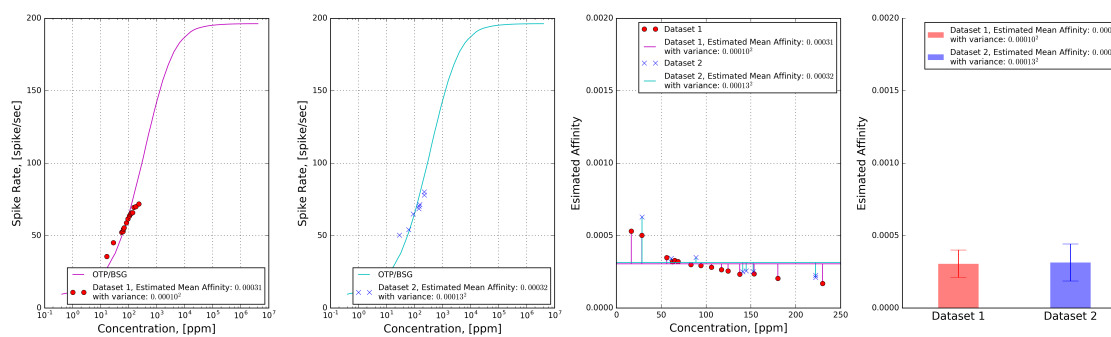 200
150
100
50
0
Spike Rate, [spike/sec]
OTP/BSG
Dataset 1, Estimated Mean Affinity: 0.00031
with variance: 0.00010²
10⁻¹ 10⁰ 10¹ 10² 10³ 10⁴ 10⁵ 10⁶ 10⁷
Concentration, [ppm]
200
150
100
50
0
Spike Rate, [spike/sec]
OTP/BSG
Dataset 2, Estimated Mean Affinity: 0.00032
with variance: 0.00013²
10⁻¹ 10⁰ 10¹ 10² 10³ 10⁴ 10⁵ 10⁶ 10⁷
Concentration, [ppm]
0.0020
0.0015
0.0010
0.0005
0.0000
Esimated Affinity
Dataset 1
Dataset 1, Estimated Mean Affinity: 0.00031
with variance: 0.00010²
Dataset 2
Dataset 2, Estimated Mean Affinity: 0.00032
with variance: 0.00013²
0 50 100 150 200 250
Concentration, [ppm]
0.0020
0.0015
0.0010
0.0005
0.0000
Esimated Affinity
Dataset 1, Estimated Mean Affinity:
with variance: 0.00010²
Dataset 2, Estimated Mean Affinity:
with variance: 0.00013²
Dataset 1 Dataset 2